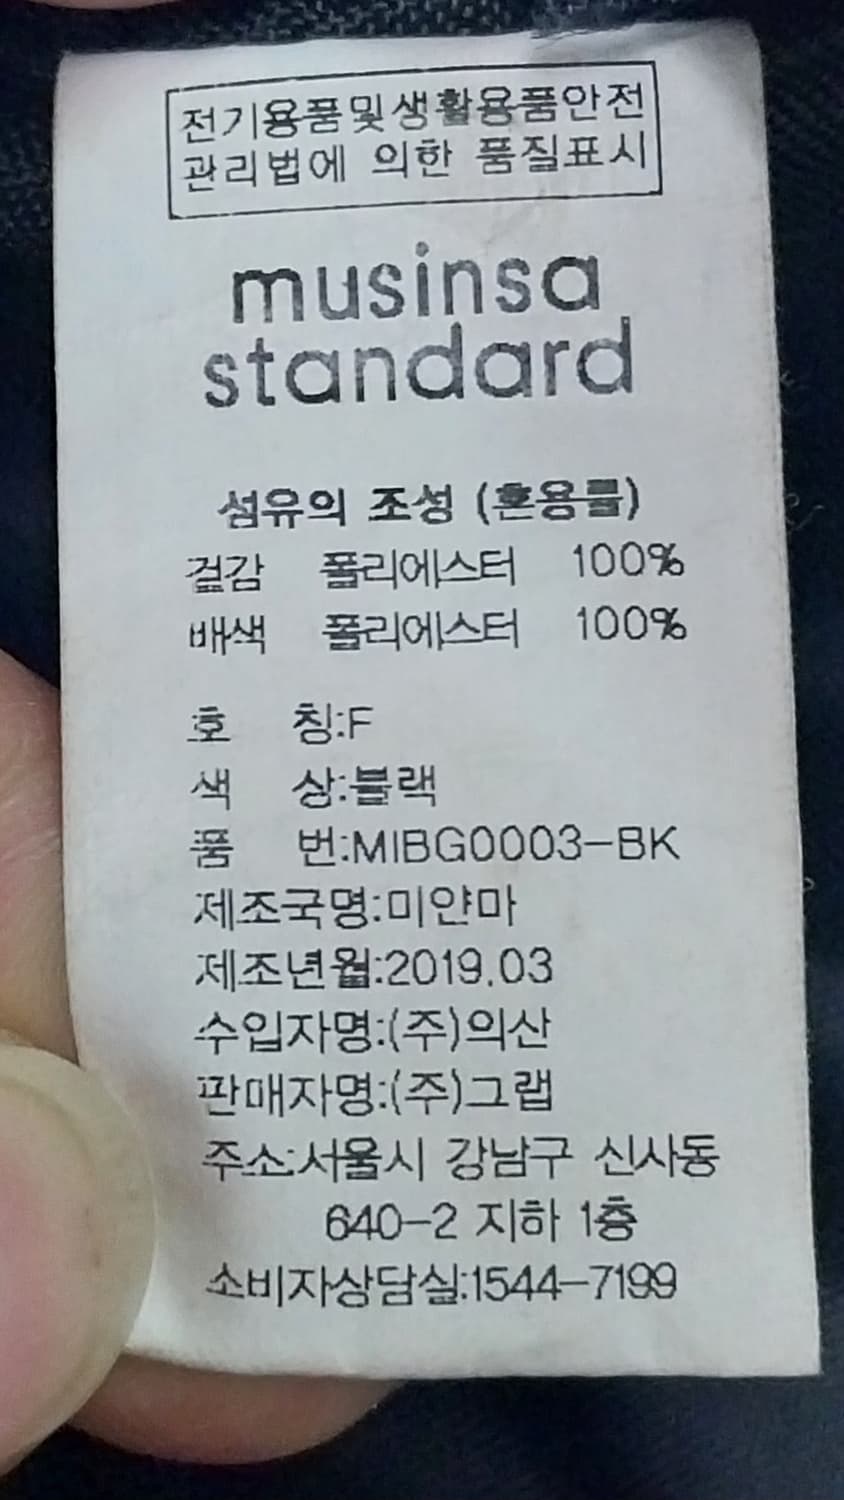 전기용품및생활용품안전
관리법에 의한 품질표시
musinsa
standard
섬유의 조성 (혼용률)
겉감 폴리에스터 100%
배색 폴리에스터 100%
호 칭:F
색 상:블랙
품 번:MIBG0003-BK
제조국명:미얀마
제조년월:2019.03
수입자명:(주)의산
판매자명:(주)그랩
주소:서울시 강남구 신사동
640-2 지하 1층
소비자상담실:1544-7199